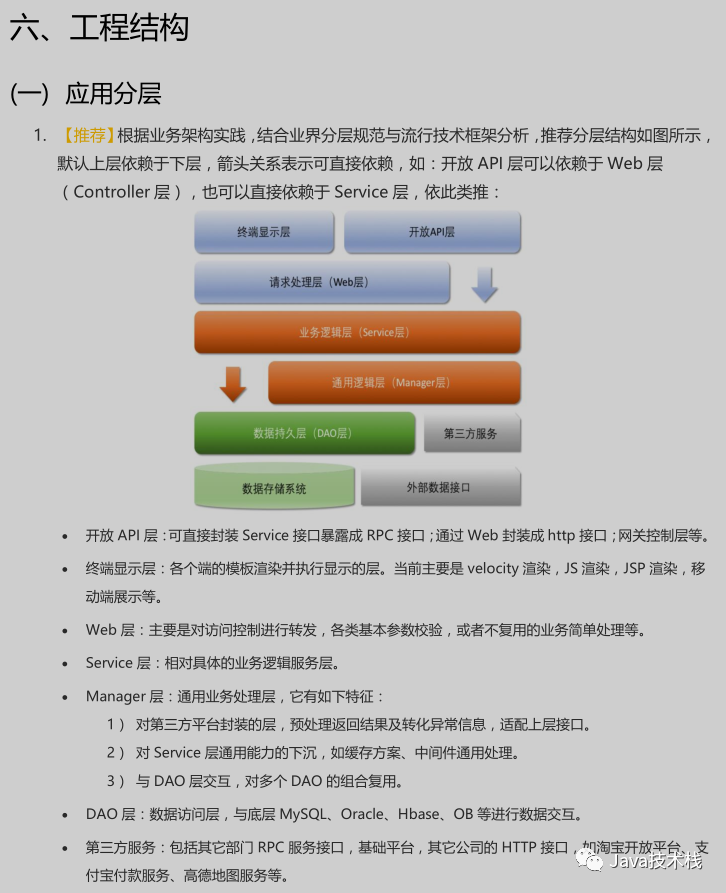 六、工程结构
(一) 应用分层
1. 【推荐】根据业务架构实践，结合业界分层规范与流行技术框架分析，推荐分层结构如图所示，
默认上层依赖于下层，箭头关系表示可直接依赖，如：开放 API 层可以依赖于 Web 层
（Controller 层），也可以直接依赖于 Service 层，依此类推：
终端显示层 开放API层
请求处理层（Web层）
业务逻辑层（Service层）
通用逻辑层（Manager层）
数据持久层（DAO层） 第三方服务
数据存储系统 外部数据接口
• 开放 API 层：可直接封装 Service 接口暴露成 RPC 接口；通过 Web 封装成 http 接口；网关控制层等。
• 终端显示层：各个端的模板渲染并执行显示的层。当前主要是 velocity 渲染，JS 渲染，JSP 渲染，移
动端展示等。
• Web 层：主要是对访问控制进行转发，各类基本参数校验，或者不复用的业务简单处理等。
• Service 层：相对具体的业务逻辑服务层。
• Manager 层：通用业务处理层，它有如下特征：
1） 对第三方平台封装的层，预处理返回结果及转化异常信息，适配上层接口。
2） 对 Service 层通用能力的下沉，如缓存方案、中间件通用处理。
3） 与 DAO 层交互，对多个 DAO 的组合复用。
• DAO 层：数据访问层，与底层 MySQL、Oracle、Hbase、OB 等进行数据交互。
• 第三方服务：包括其它部门 RPC 服务接口，基础平台，其它公司的 HTTP 接口，如淘宝开放平台、支
付宝付款服务、高德地图服务等。
Java技术栈